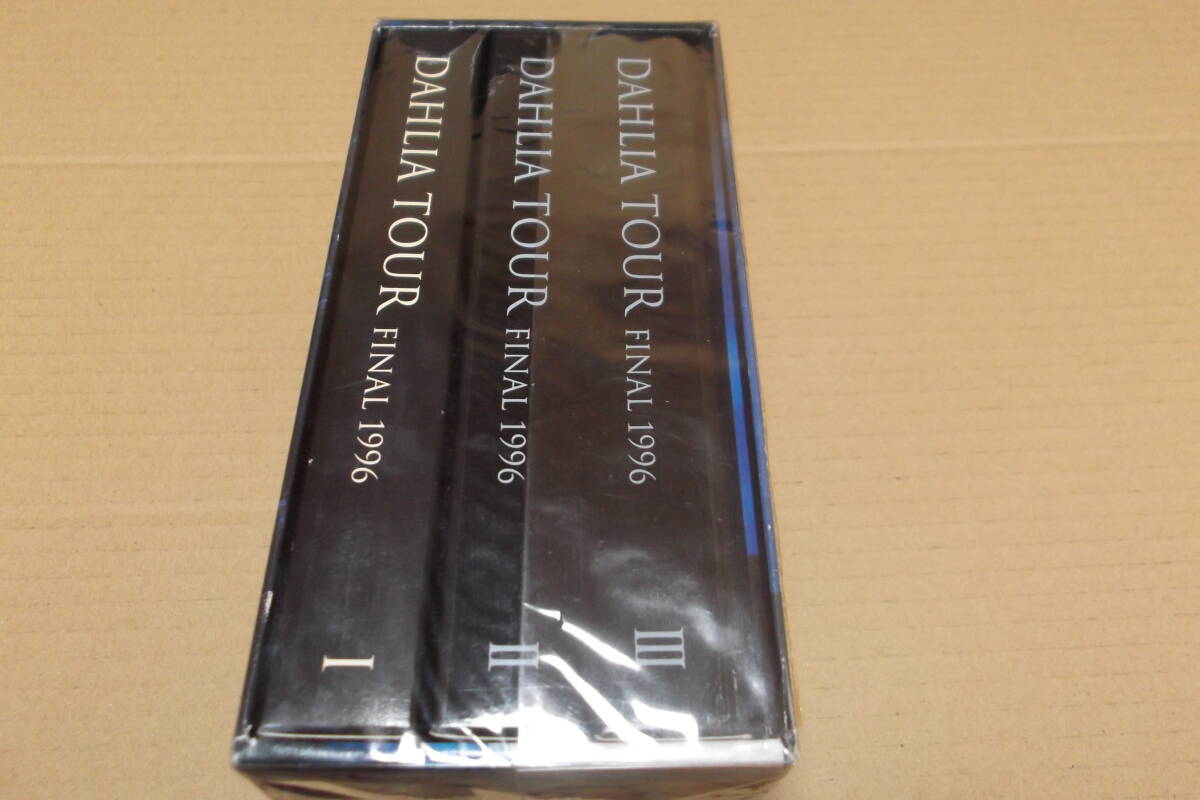 DAHLIA TOUR FINAL 1996 I
DAHLIA TOUR FINAL 1996 II
DAHLIA TOUR FINAL 1996 III